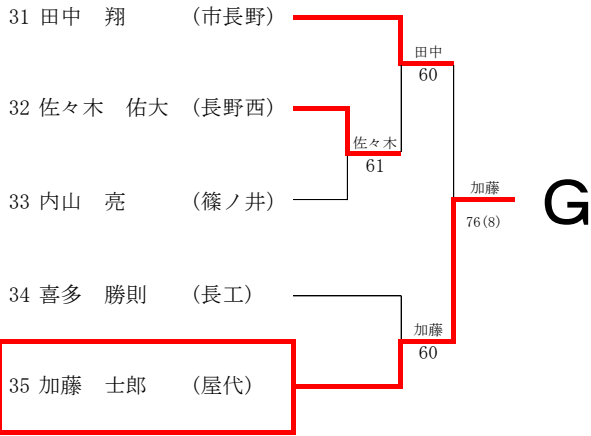 31 田中　翔　　（市長野）
田中
60
32 佐々木　佑大　（長野西）
佐々木
61
33 内山　亮　　　（篠ノ井）
加藤
76(8)
G
34 喜多　勝則　　（長工）
加藤
60
35 加藤　士郎　　（屋代）